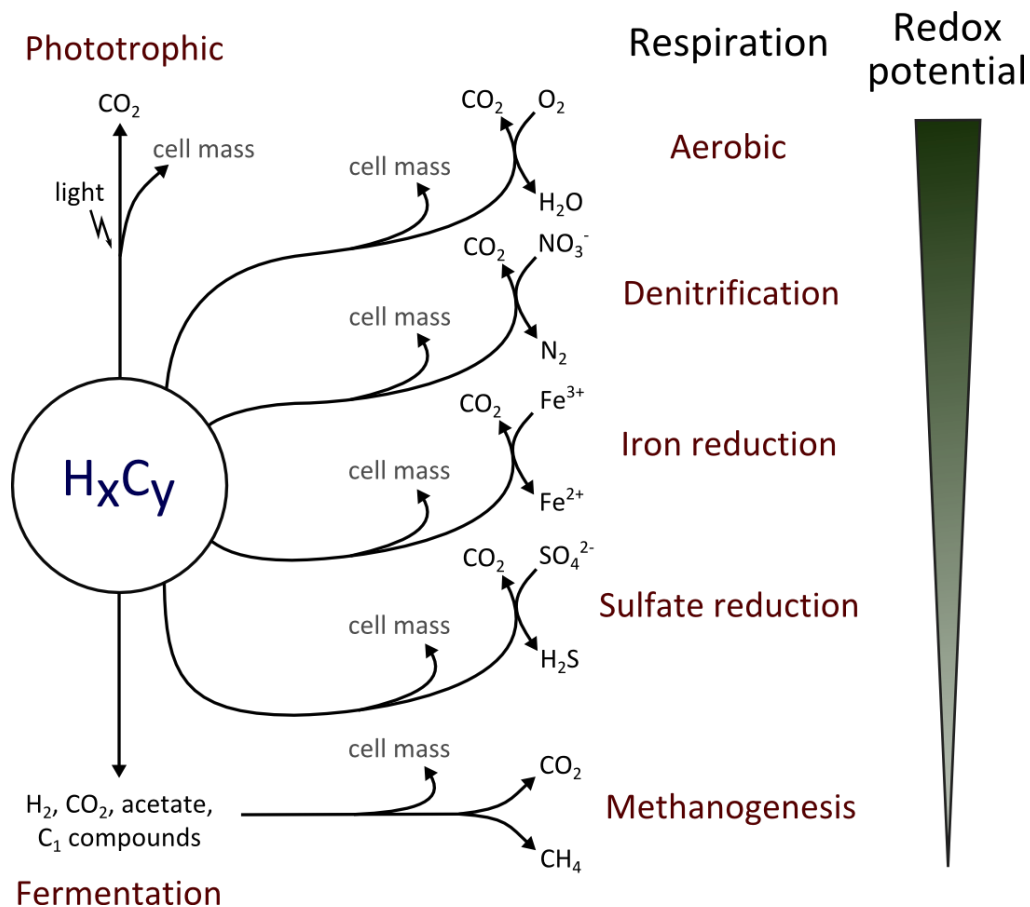 Phototrophic
Respiration
Redox
potential
CO₂
cell mass
light
CO₂ O₂
cell mass
H₂O
Aerobic
CO₂ NO₃⁻
cell mass
N₂
Denitrification
CO₂ Fe³⁺
cell mass
Fe²⁺
Iron reduction
HₓCy
CO₂ SO₄²⁻
cell mass
H₂S
Sulfate reduction
cell mass
CO₂
CH₄
Methanogenesis
H₂, CO₂, acetate,
C₁ compounds
Fermentation